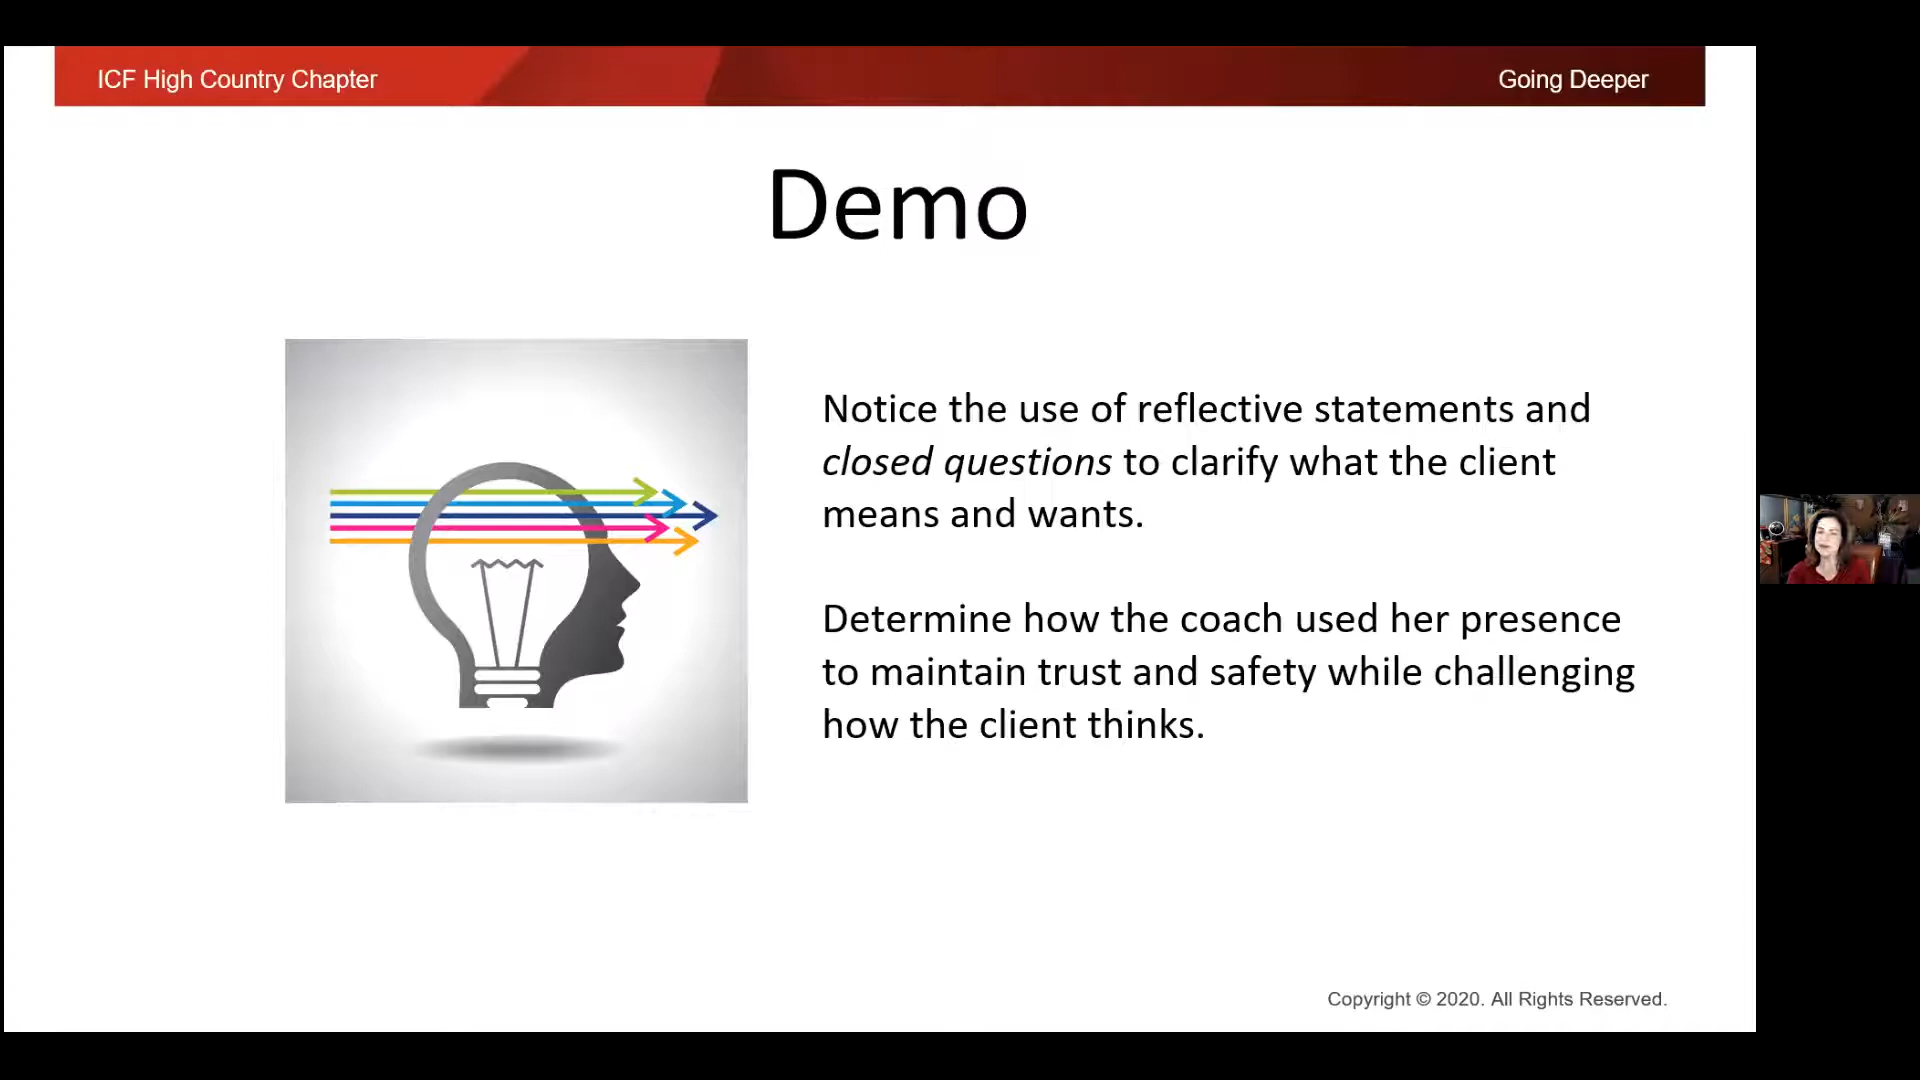 ICF High Country Chapter
Going Deeper
Demo
Notice the use of reflective statements and
closed questions to clarify what the client
means and wants.
Determine how the coach used her presence
to maintain trust and safety while challenging
how the client thinks.
Copyright © 2020. All Rights Reserved.